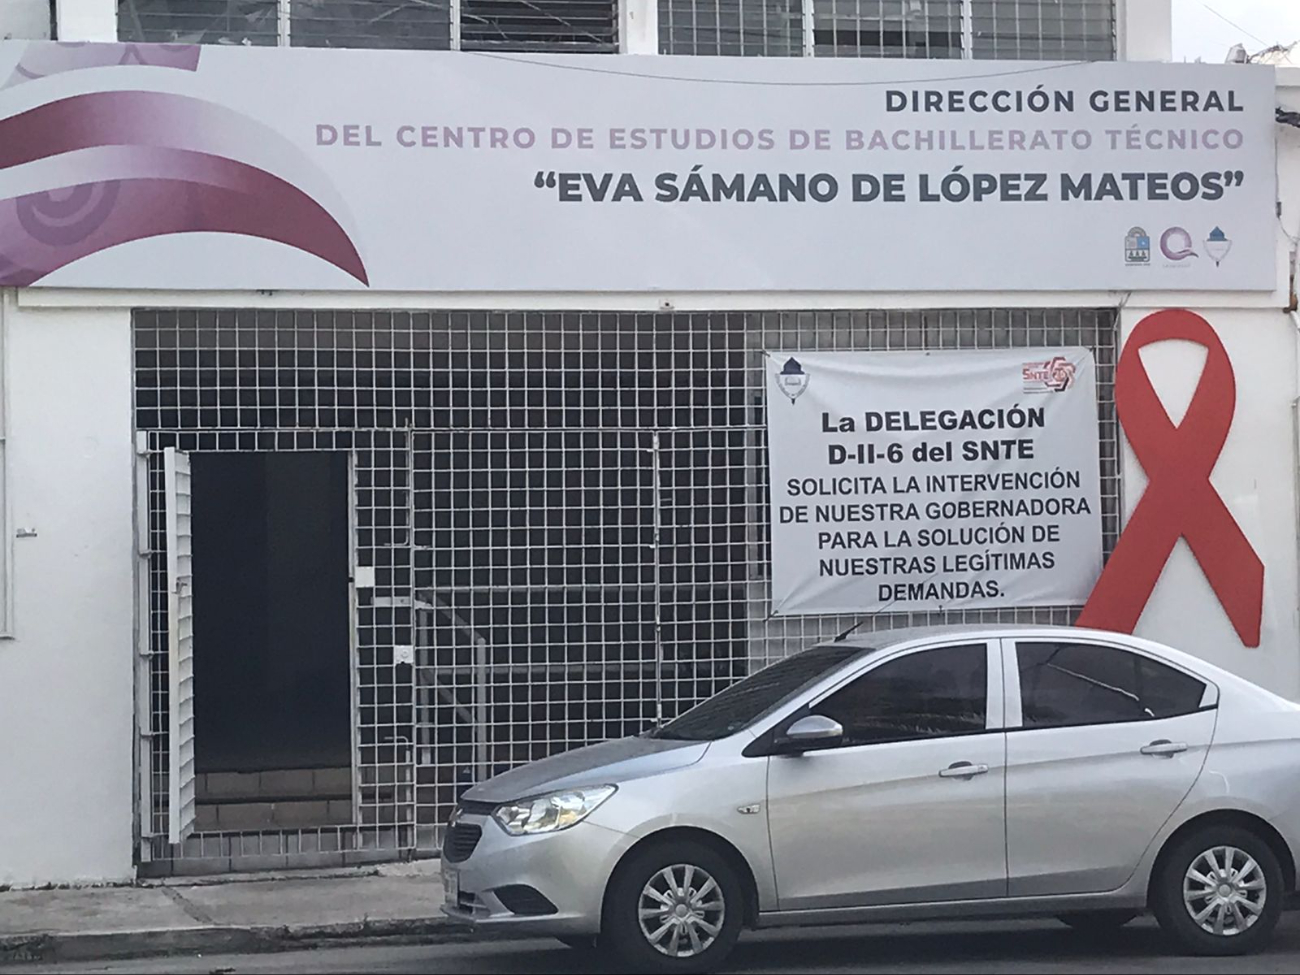 DIRECCIÓN GENERAL
DEL CENTRO DE ESTUDIOS DE BACHILLERATO TÉCNICO
“EVA SÁMANO DE LÓPEZ MATEOS”
SNTE
La DELEGACIÓN
D-II-6 del SNTE
SOLICITA LA INTERVENCIÓN
DE NUESTRA GOBERNADORA
PARA LA SOLUCIÓN DE
NUESTRAS LEGÍTIMAS
DEMANDAS.